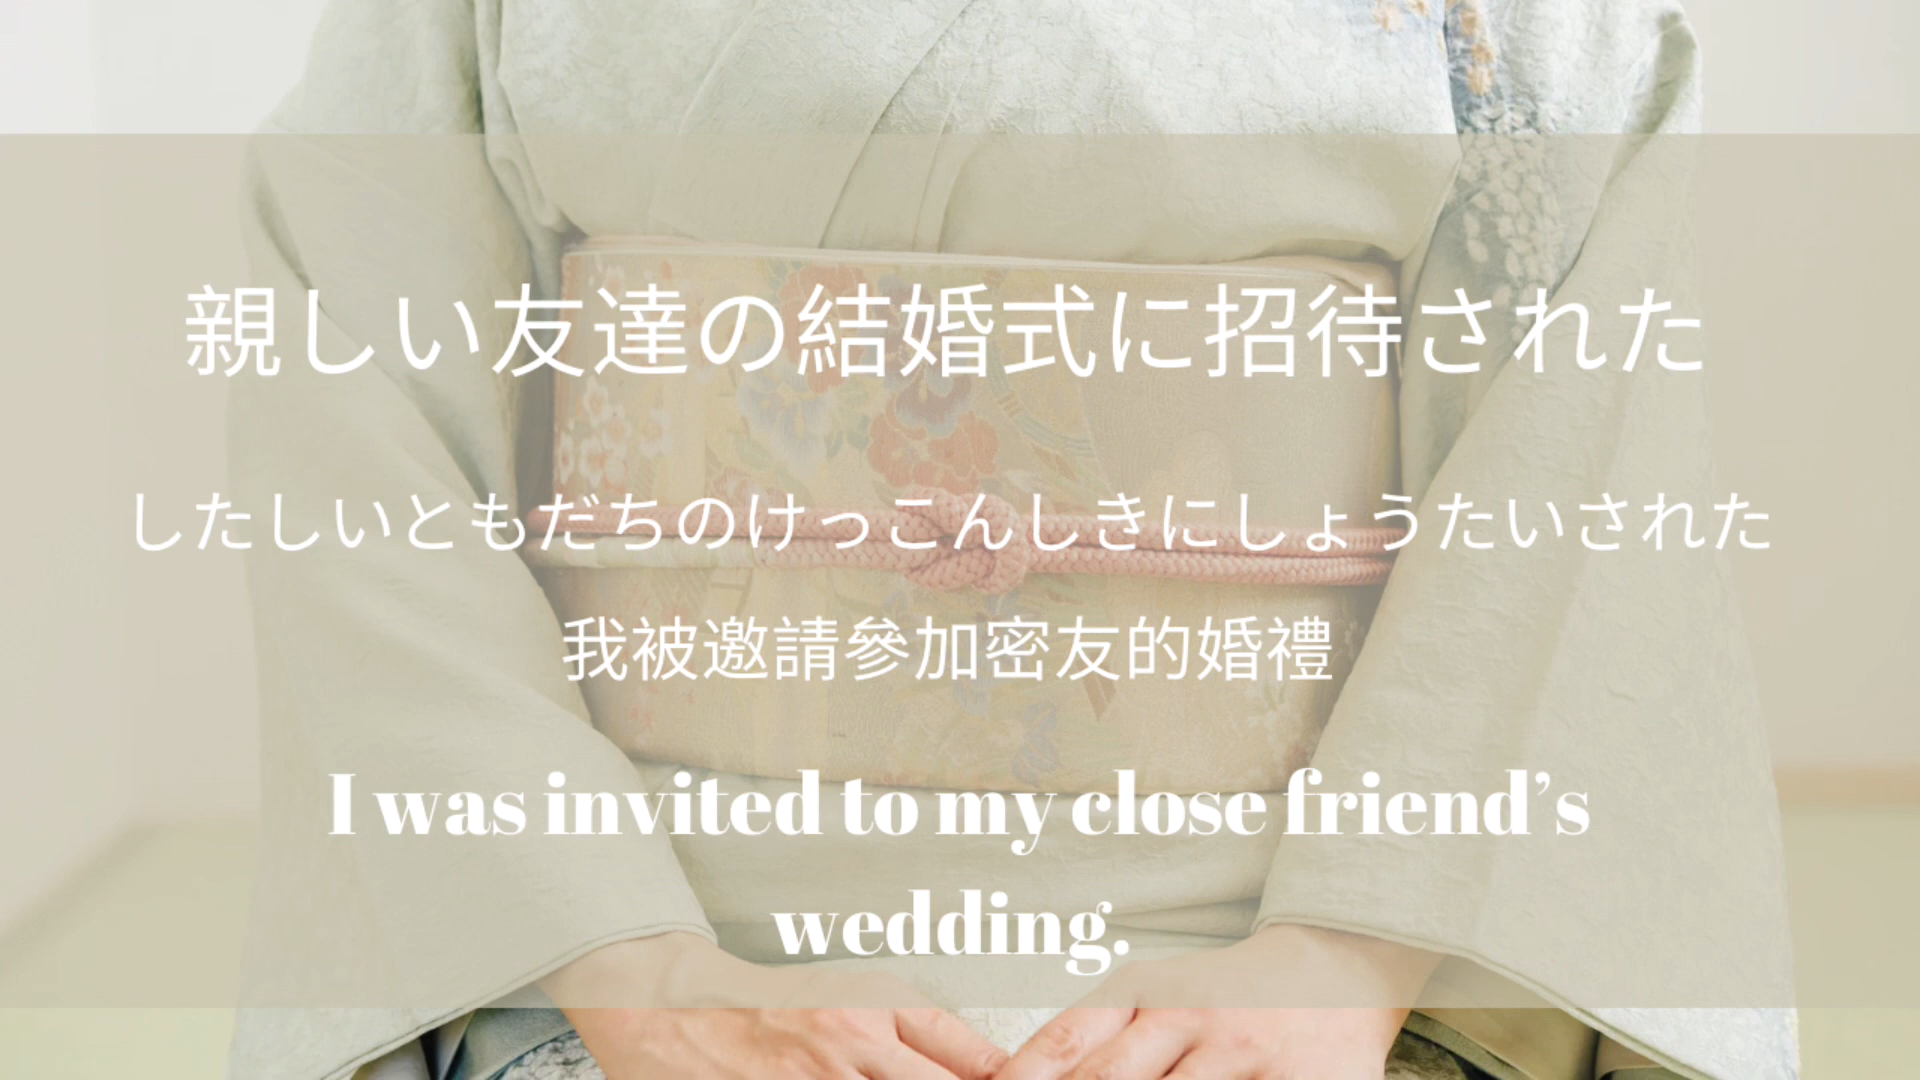 親しい友達の結婚式に招待された
したしいともだちのけっこんしきにしょうたいされた
我被邀請參加密友的婚禮
I was invited to my close friend’s
wedding.